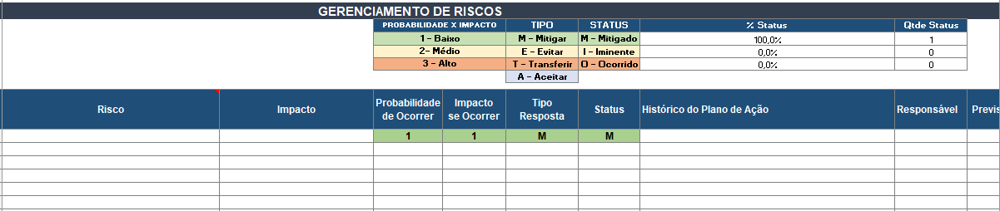 GERENCIAMENTO DE RISCOS
PROBABILIDADE X IMPACTO TIPO STATUS % Status Qtde Status
1 - Baixo M - Mitigar M - Mitigado 100,0% 1
2- Médio E - Evitar I - Iminente 0,0% 0
3 - Alto T - Transferir O - Ocorrido 0,0% 0
A - Aceitar
Risco Impacto Probabilidade de Ocorrer Impacto se Ocorrer Tipo Resposta Status Histórico do Plano de Ação Responsável Previs
1 1 M M